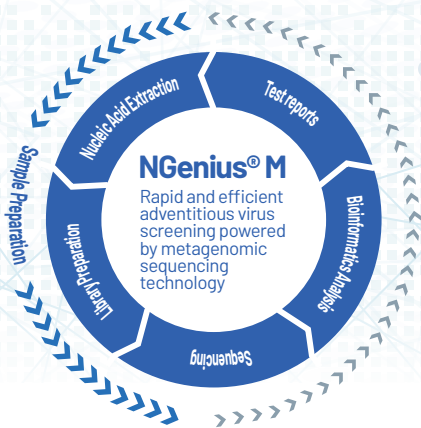 NGenius® M
Rapid and efficient
adventitious virus
screening powered
by metagenomic
sequencing
technology
Sample Preparation
Nucleic Acid Extraction
Library Preparation
Sequencing
Bioinformatics Analysis
Test reports